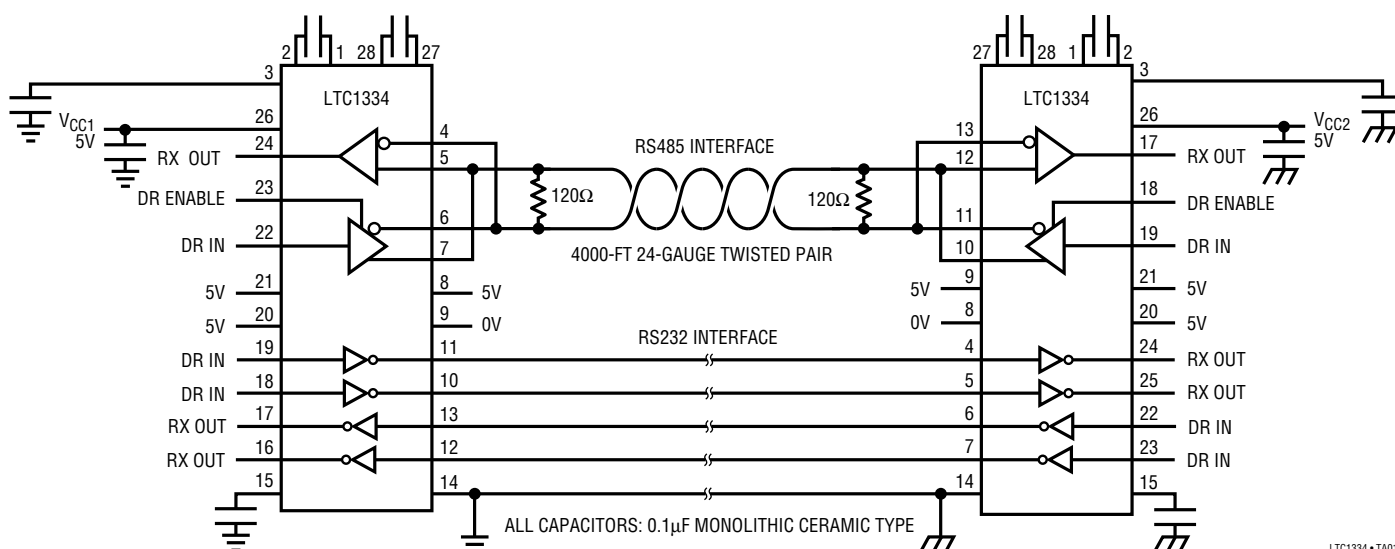 2 1 28 27 27 28 1 2
3 3
LTC1334 LTC1334
VCC1 26 26 VCC2
5V 4 13 5V
RX OUT 24 5 RS485 INTERFACE 12 17 RX OUT
DR ENABLE 23 120Ω 120Ω 18 DR ENABLE
6 11
DR IN 22 7 10 19 DR IN
4000-FT 24-GAUGE TWISTED PAIR
5V 21 8 5V 5V 9 21 5V
5V 20 9 0V 0V 8 20 5V
RS232 INTERFACE
DR IN 19 11 4 24 RX OUT
DR IN 18 10 5 25 RX OUT
RX OUT 17 13 6 22 DR IN
RX OUT 16 12 7 23 DR IN
15 14 14 15
ALL CAPACITORS: 0.1µF MONOLITHIC CERAMIC TYPE